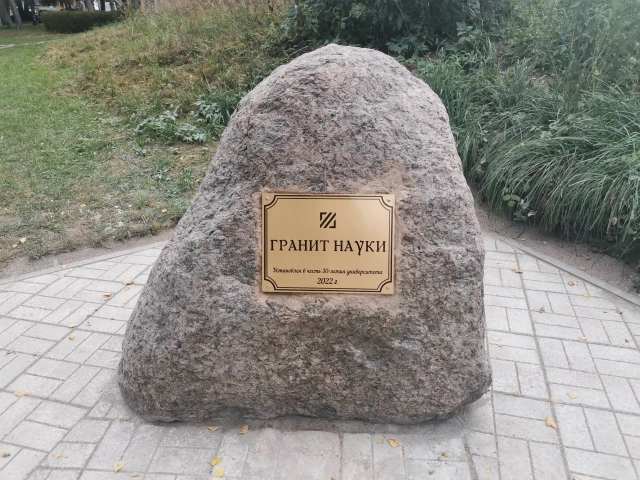 ГРАНИТ НАУКИ
Установлен в честь 30-летия университета
2022 г.